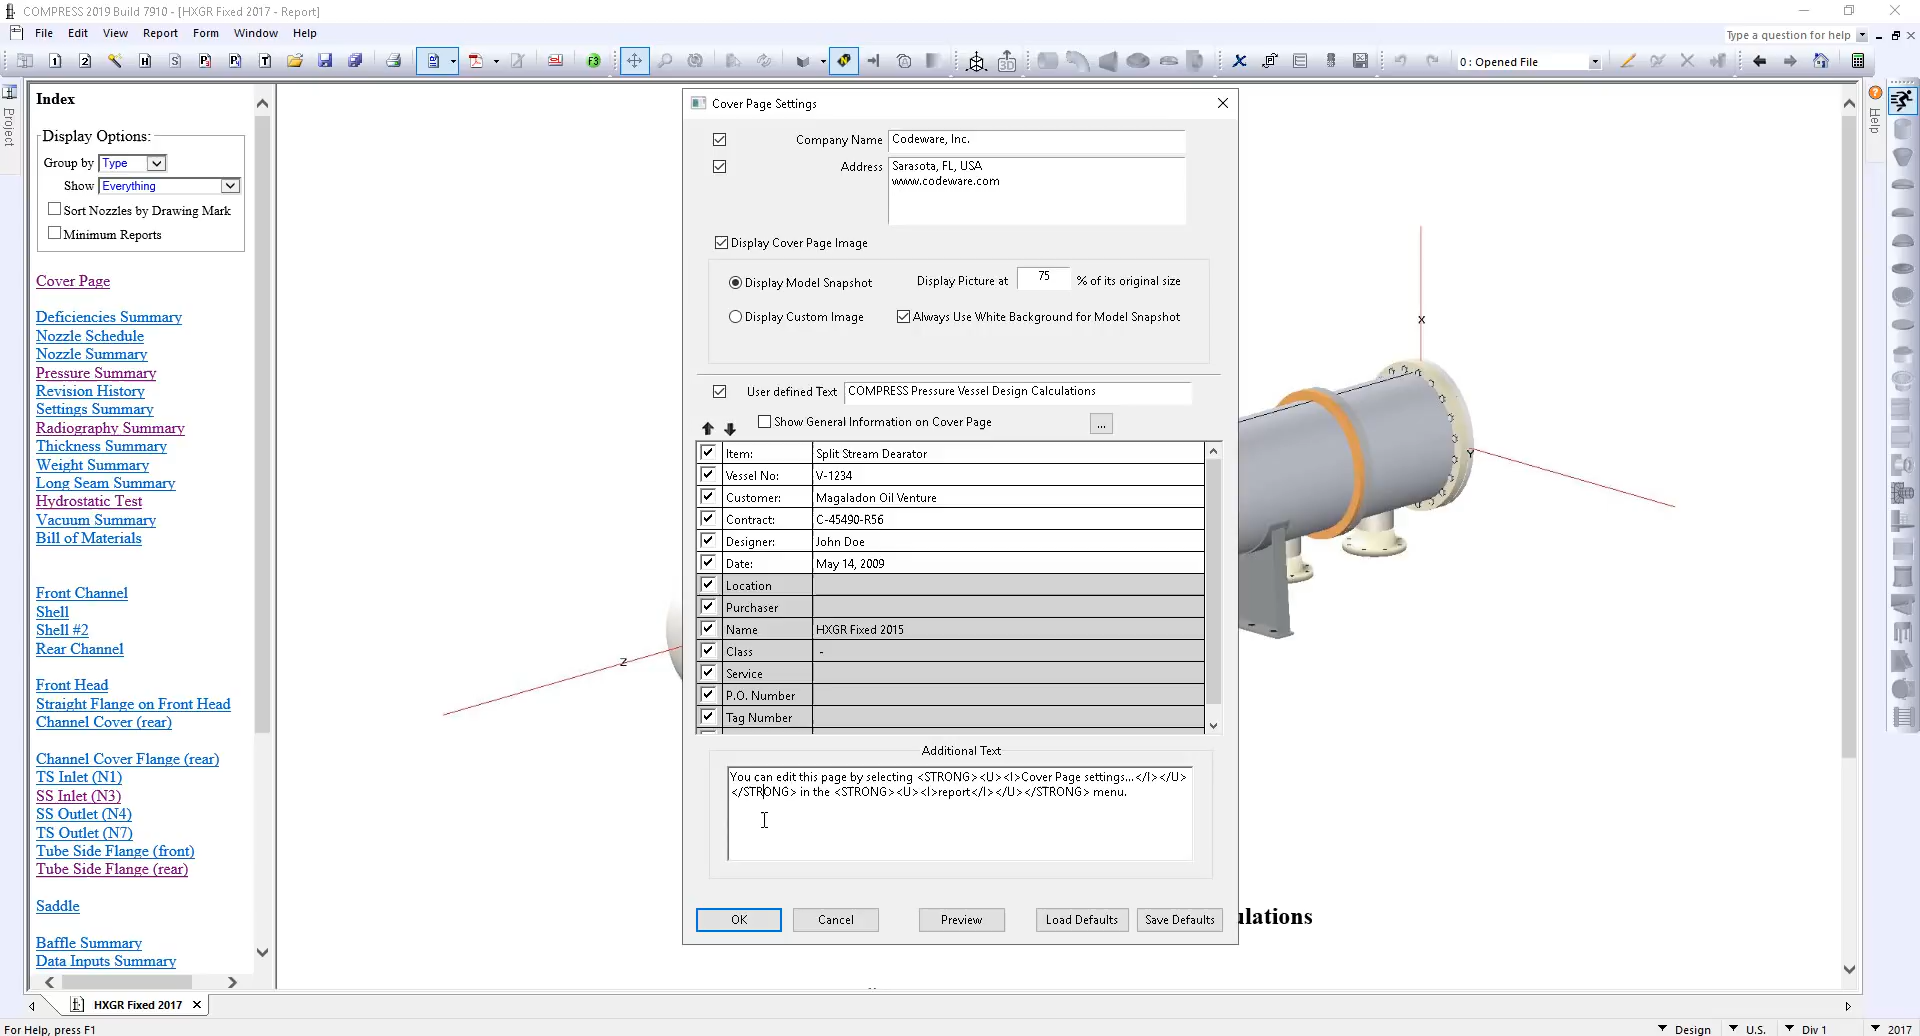 COMPRESS 2019 Build 7910 - [HXGR Fixed 2017 - Report]
File Edit View Report Form Window Help
Type a question for help
0 : Opened File
Project
Index
Display Options:
Group by Type
Show Everything
Sort Nozzles by Drawing Mark
Minimum Reports
Cover Page
Deficiencies Summary
Nozzle Schedule
Nozzle Summary
Pressure Summary
Revision History
Settings Summary
Radiography Summary
Thickness Summary
Weight Summary
Long Seam Summary
Hydrostatic Test
Vacuum Summary
Bill of Materials
Front Channel
Shell
Shell #2
Rear Channel
Front Head
Straight Flange on Front Head
Channel Cover (rear)
Channel Cover Flange (rear)
TS Inlet (N1)
SS Inlet (N3)
SS Outlet (N4)
TS Outlet (N7)
Tube Side Flange (front)
Tube Side Flange (rear)
Saddle
Baffle Summary
Data Inputs Summary
Cover Page Settings
Company Name Codeware, Inc.
Address Sarasota, FL, USA
www.codeware.com
Display Cover Page Image
Display Model Snapshot Display Picture at 75 % of its original size
Display Custom Image Always Use White Background for Model Snapshot
User defined Text COMPRESS Pressure Vessel Design Calculations
Show General Information on Cover Page ...
Item: Split Stream Dearator
Vessel No: V-1234
Customer: Magaladon Oil Venture
Contract: C-45490-R56
Designer: John Doe
Date: May 14, 2009
Location
Purchaser
Name HXGR Fixed 2015
Class -
Service
P.O. Number
Tag Number
Additional Text
You can edit this page by selecting <STRONG><U><I>Cover Page settings...</I></U>
</STRONG> in the <STRONG><U><I>report</I></U></STRONG> menu.
OK Cancel Preview Load Defaults Save Defaults
X
Y
Z
ulations
Help
HXGR Fixed 2017
For Help, press F1
Design U.S. Div 1 2017